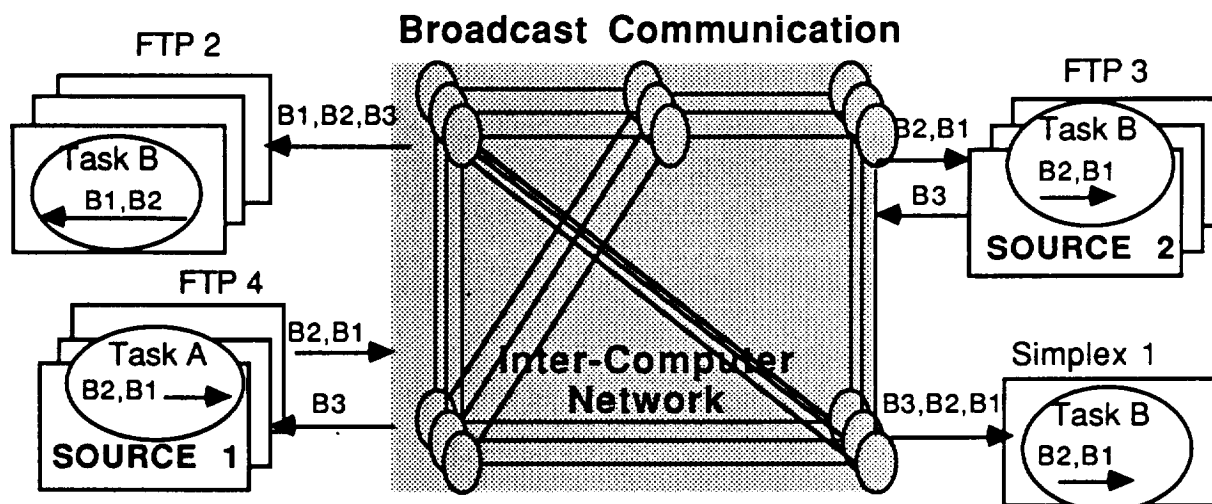 Broadcast Communication
FTP 2
B1,B2,B3
Task B
B1,B2
FTP 3
B2,B1
Task B
B2,B1
B3
SOURCE 2
FTP 4
B2,B1
Task A
B2,B1
B3
SOURCE 1
Inter-Computer
Network
Simplex 1
B3,B2,B1
Task B
B2,B1